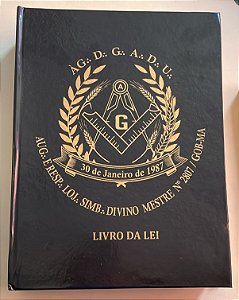 À G∴ D∴ G∴ A∴ D∴ U∴
G
30 de Janeiro de 1987
AUG∴ E RESP∴ LOJ∴ SIMB∴ DIVINO MESTRE Nº 2807 / GOB-MA
LIVRO DA LEI